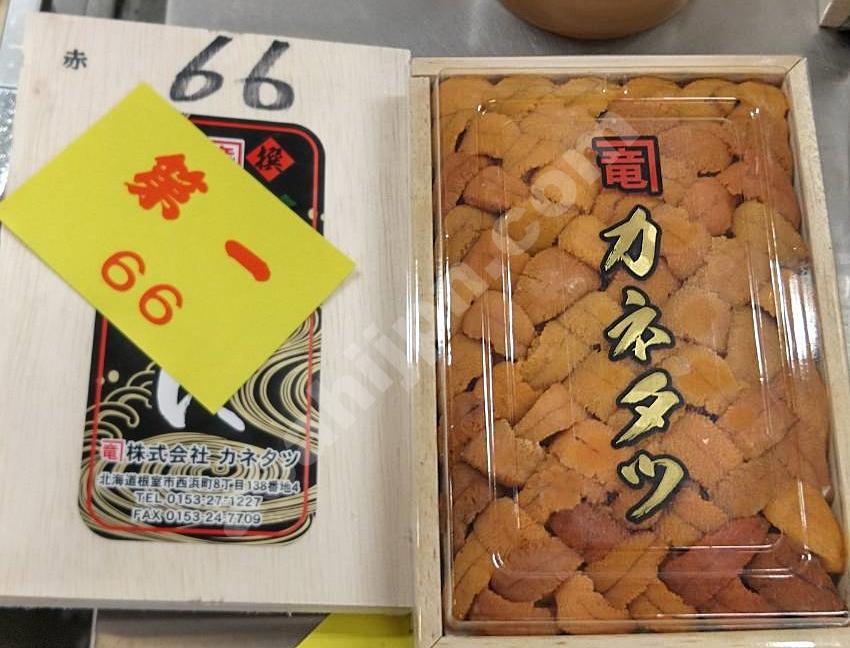 赤
66
撰
第一
66
竜 株式会社 カネタツ
北海道根室市西浜町8丁目138番地4
TEL 0153-27-1227
FAX 0153-24-7709
竜
カネタツ